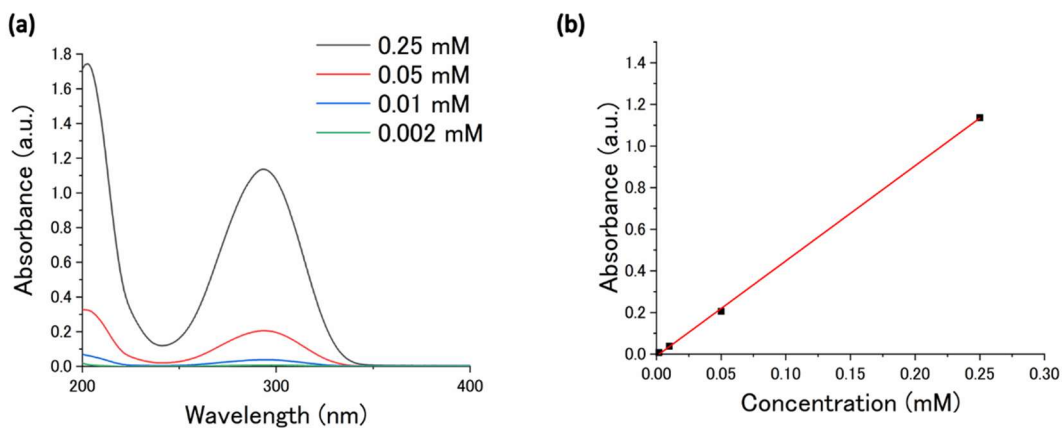 (a)
0.25 mM
0.05 mM
0.01 mM
0.002 mM
1.8
1.6
1.4
1.2
1.0
0.8
0.6
0.4
0.2
0.0
200
300
400
Absorbance (a.u.)
Wavelength (nm)
(b)
1.4
1.2
1.0
0.8
0.6
0.4
0.2
0.0
0.00
0.05
0.10
0.15
0.20
0.25
0.30
Absorbance (a.u.)
Concentration (mM)